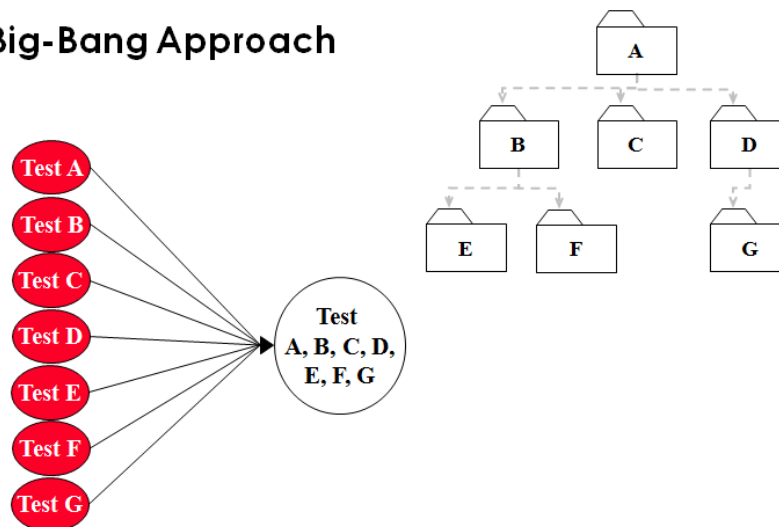 Big-Bang Approach
A
B
C
D
E
F
G
Test A
Test B
Test C
Test D
Test E
Test F
Test G
Test
A, B, C, D,
E, F, G